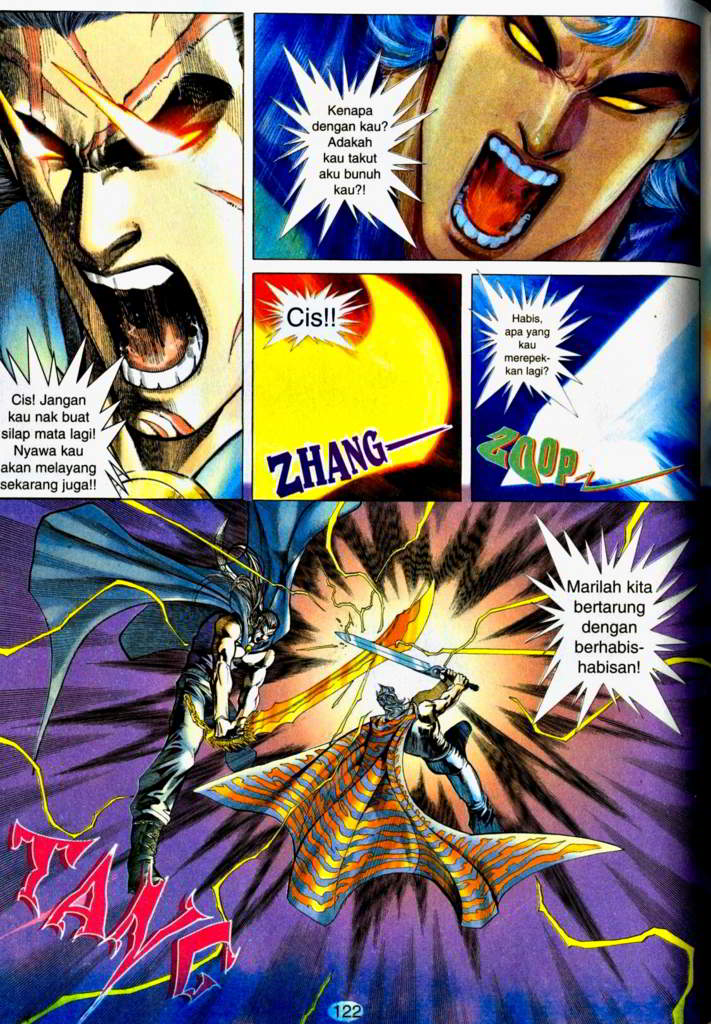 Cis! Jangan
kau nak buat
silap mata lagi!
Nyawa kau
akan melayang
sekarang juga!!
Kenapa
dengan kau?
Adakah
kau takut
aku bunuh
kau?!
Cis!!
ZHANG
Habis,
apa yang
kau
merepek-
kan lagi?
ZOOP
Marilah kita
bertarung
dengan
berhabis-
habisan!
TANG
122